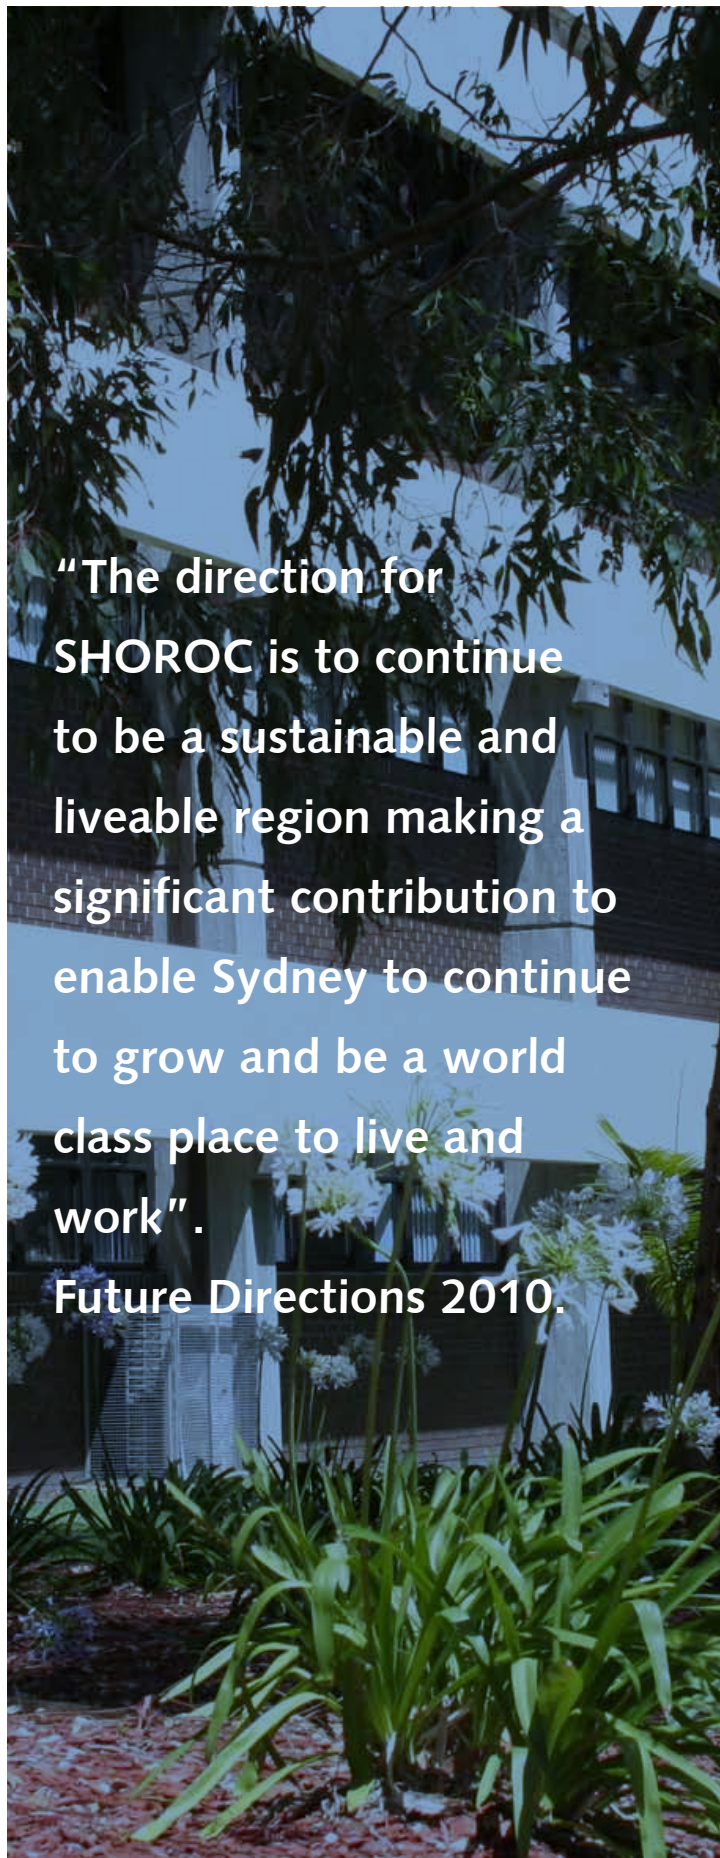 “The direction for
SHOROC is to continue
to be a sustainable and
liveable region making a
significant contribution to
enable Sydney to continue
to grow and be a world
class place to live and
work”.
Future Directions 2010.